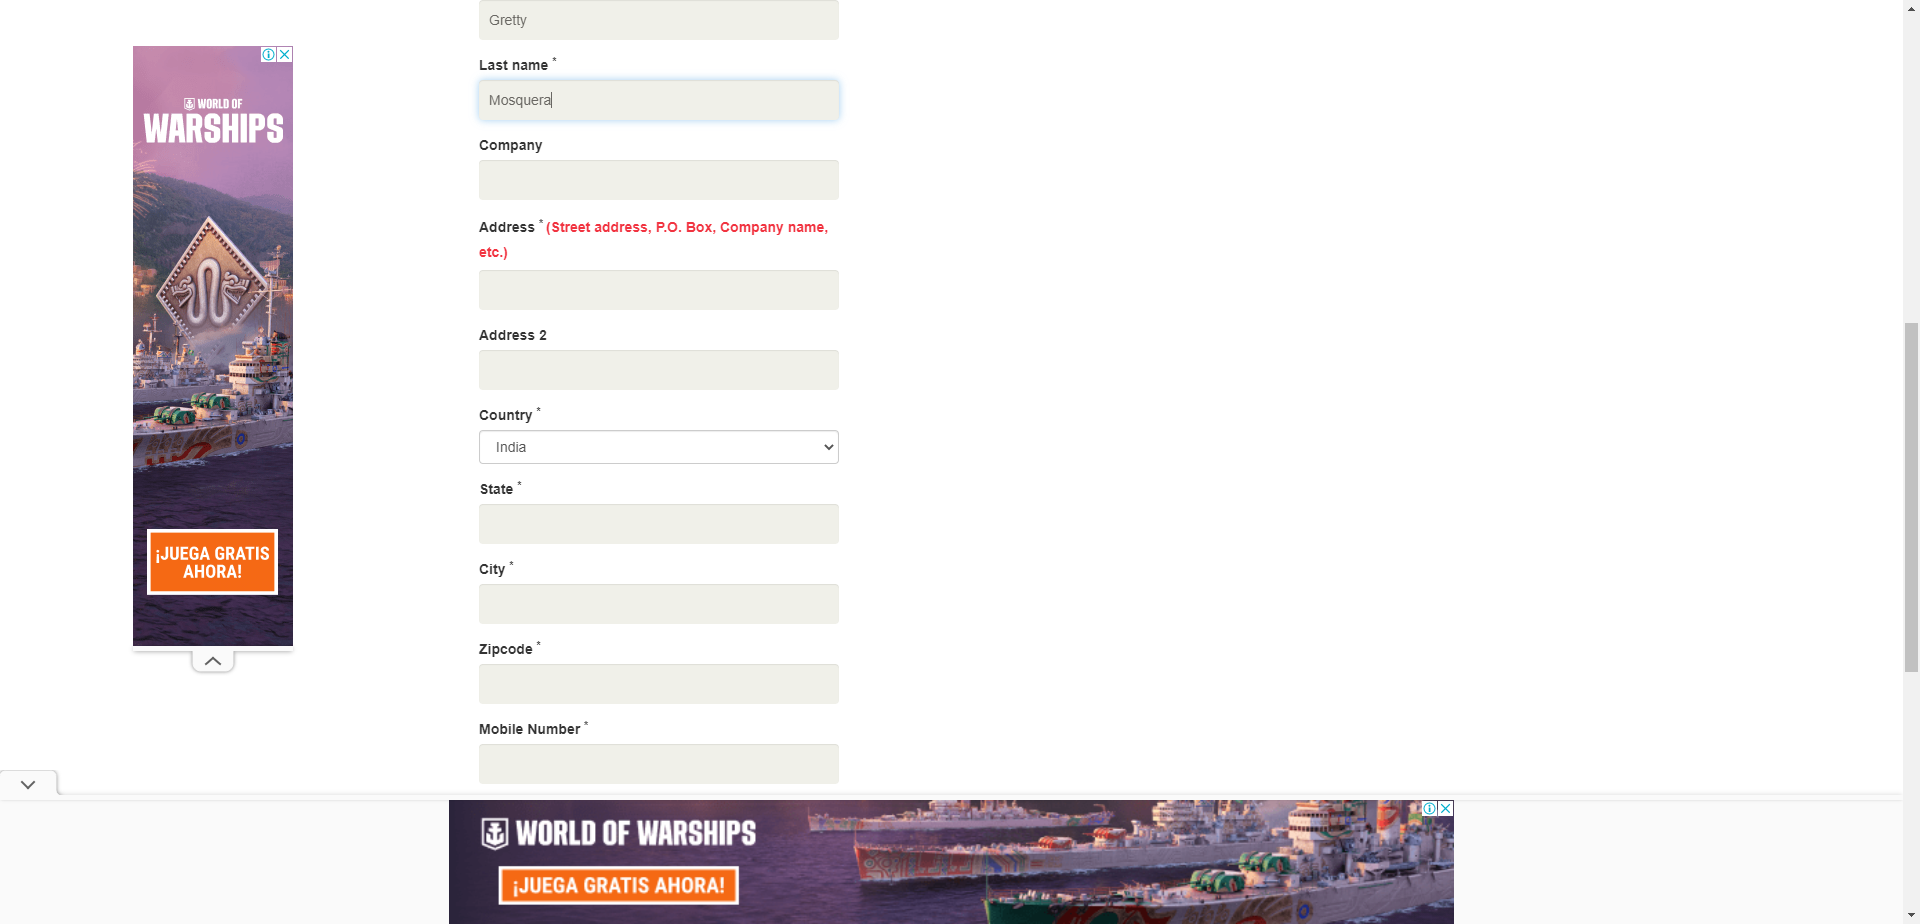 Gretty
Last name *
Mosquera
Company
Address * (Street address, P.O. Box, Company name,
etc.)
Address 2
Country *
India
State *
City *
Zipcode *
Mobile Number *
WORLD OF
WARSHIPS
¡JUEGA GRATIS
AHORA!
WORLD OF WARSHIPS
¡JUEGA GRATIS AHORA!